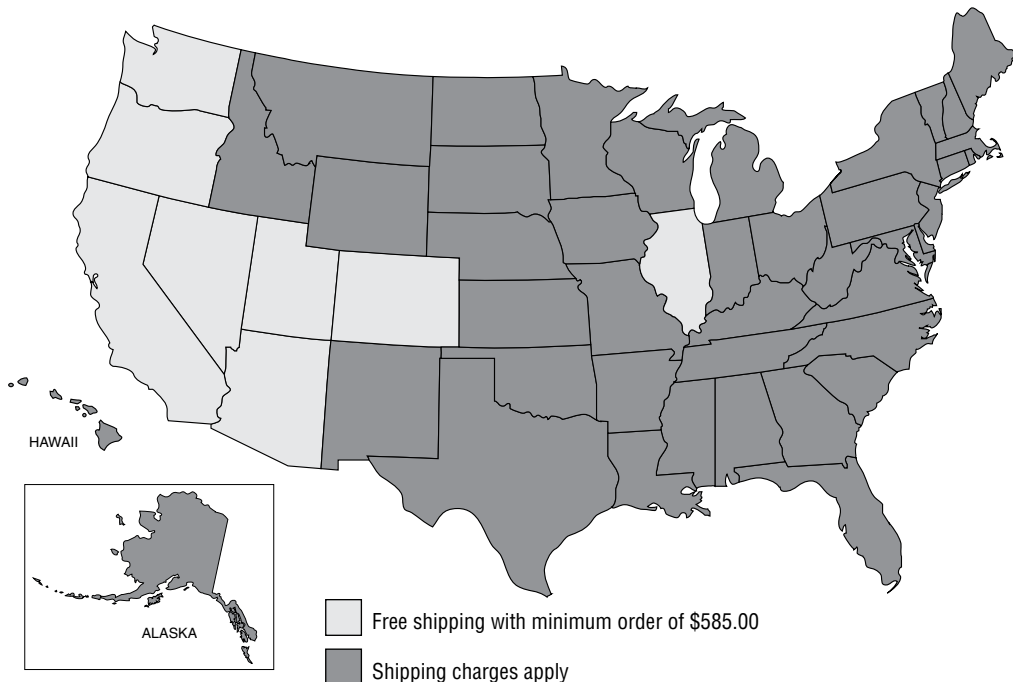 HAWAII
ALASKA
Free shipping with minimum order of $585.00
Shipping charges apply